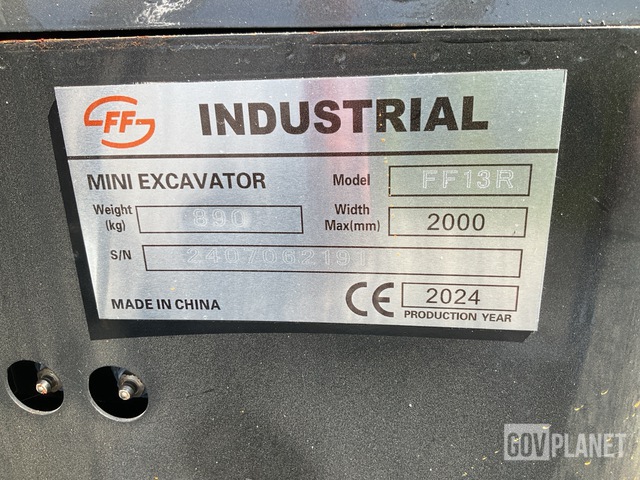 FF INDUSTRIAL
MINI EXCAVATOR Model FF13R
Weight (kg) 890 Width Max(mm) 2000
S/N 2407062191
MADE IN CHINA CE 2024
PRODUCTION YEAR
GOVPLANET